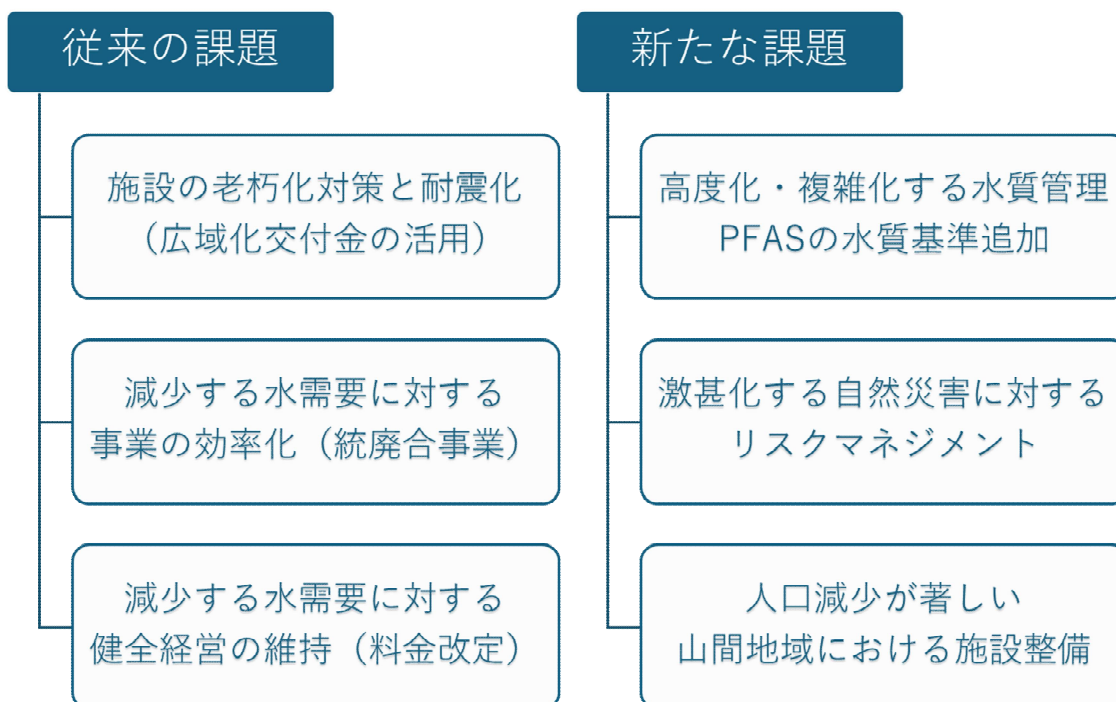 従来の課題
施設の老朽化対策と耐震化
（広域化交付金の活用）
減少する水需要に対する
事業の効率化（統廃合事業）
減少する水需要に対する
健全経営の維持（料金改定）
新たな課題
高度化・複雑化する水質管理
PFASの水質基準追加
激甚化する自然災害に対する
リスクマネジメント
人口減少が著しい
山間地域における施設整備